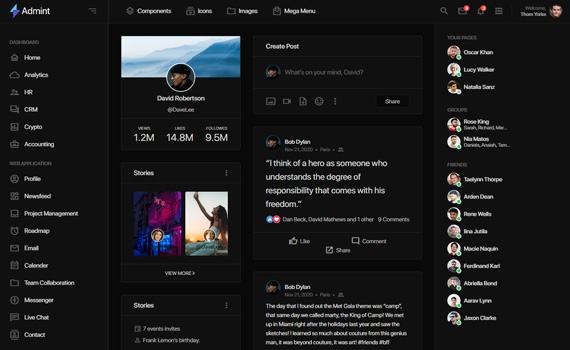 Admint
Components
Icons
Images
Mega Menu
Welcome,
Thom Yorke
DASHBOARD
Home
Analytics
HR
CRM
Crypto
Accounting
WEB APPLICATION
Profile
Newsfeed
Project Management
Roadmap
Email
Calender
Team Collaboration
Messenger
Live Chat
Contact
David Robertson
@DaveLee
VIEWS
LIKES
FOLLOWES
1.2M
14.8M
9.5M
Stories
VIEW MORE
Stories
7 events invites
Frank Lemon's birthday.
Create Post
What's on your mind, David?
Share
Bob Dylan
Nov 21, 2020 • Paris •
“I think of a hero as someone who
understands the degree of
responsibility that comes with his
freedom.”
Dan Beck, David Mathews and 1 other
9 Comments
Like
Comment
Share
Bob Dylan
Nov 21, 2020 • Paris •
The day that I found out the Met Gala theme was “camp”,
that same day we called marty, the King of Camp! We met
up in Miami right after the holidays last year and saw the
sketches! I learned so much about couture from this genius
man, it was beyond couture, it was art! #friends #bff
YOUR PAGES
Oscar Khan
Lucy Walker
Natalia Sanz
GROUPS
Rose King
Sarah, Richard, Mar...
Nia Matos
Daniela, Anaiah, Tam...
FRIENDS
Taelynn Thorpe
Arden Dean
Rene Wells
Iina Jutila
Macie Naquin
Ferdinand Karl
Abriella Bond
Aarav Lynn
Jaxon Clarke